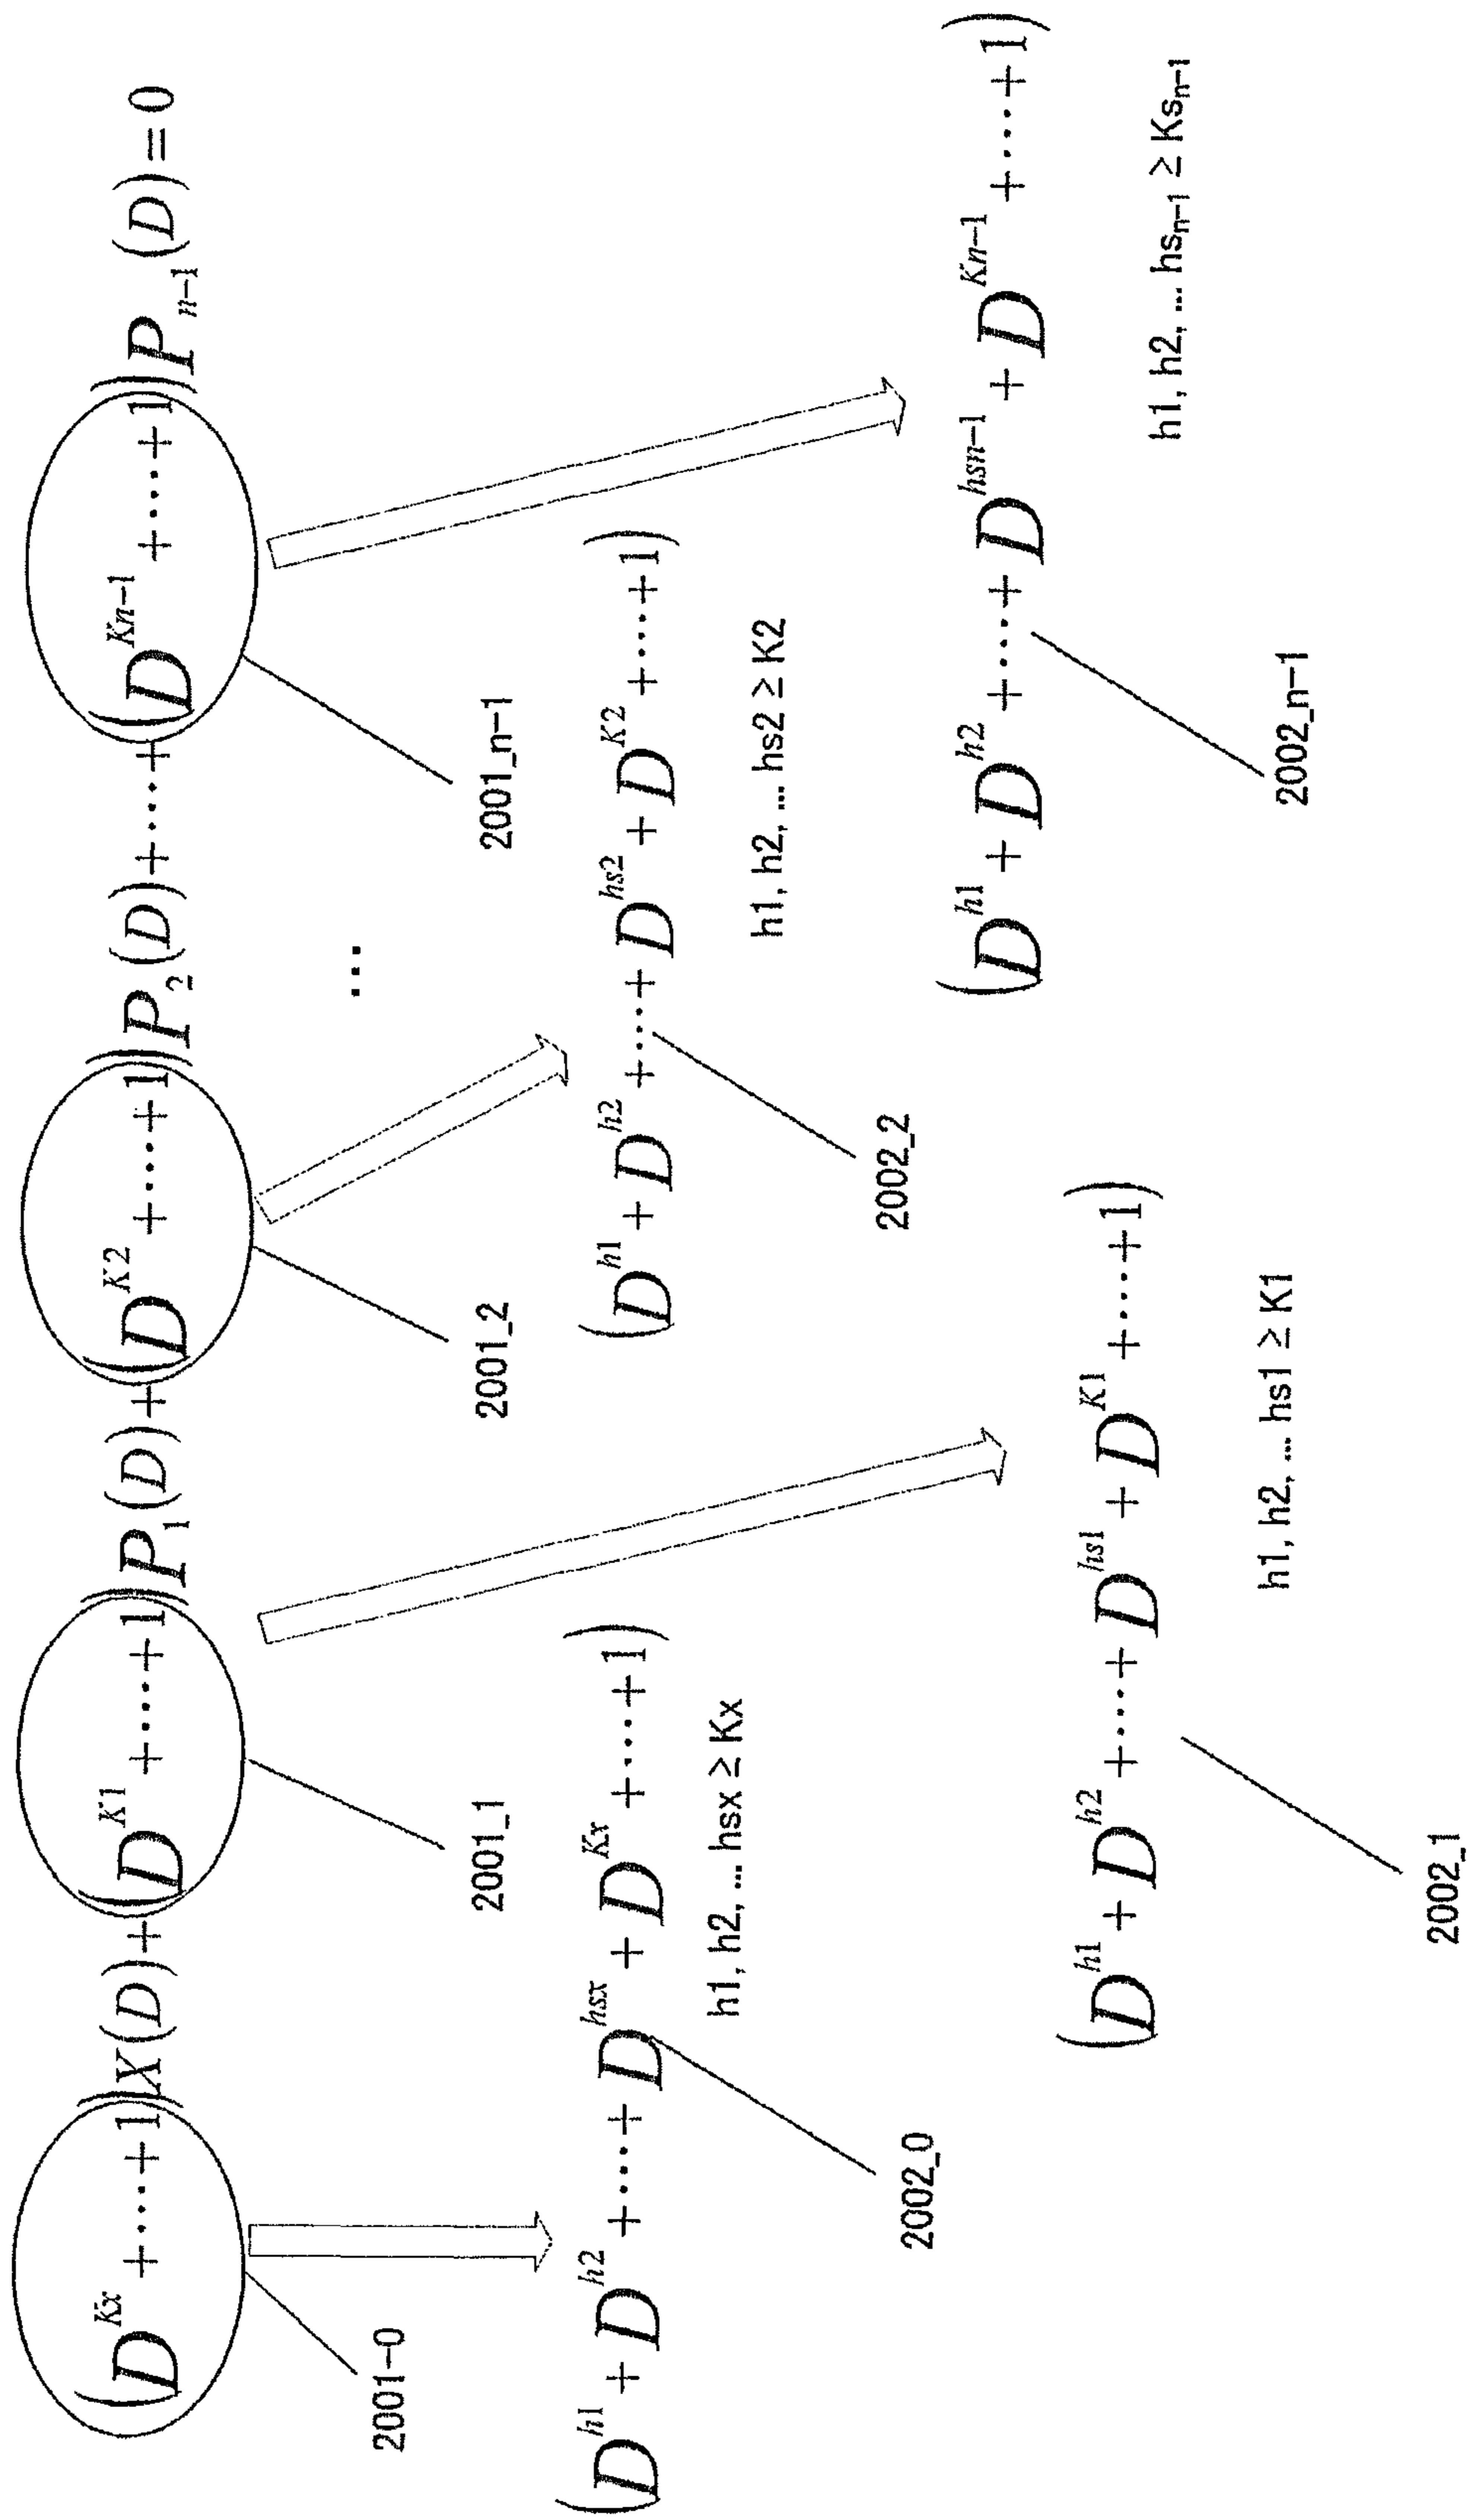 (D^{Kx} + ····· + 1) X(D) + (D^{K1} + ····· + 1) P_1(D) + (D^{K2} + ····· + 1) P_2(D) + ····· + (D^{Kn-1} + ····· + 1) P_{n-1}(D) = 0
2001-0
2001_1
2001_2
...
2001_n-1
(D^{h1} + D^{h2} + ····· + D^{hsx} + D^{Kx} + ····· + 1)
h1, h2, ... hsx ≥ Kx
2002_0
(D^{h1} + D^{h2} + ····· + D^{hs2} + D^{K2} + ····· + 1)
h1, h2, ... hs2 ≥ K2
2002_2
(D^{h1} + D^{h2} + ····· + D^{hsn-1} + D^{Kn-1} + ····· + 1)
h1, h2, ... hs_{n-1} ≥ Ks_{n-1}
2002_n-1
(D^{h1} + D^{h2} + ····· + D^{hs1} + D^{K1} + ····· + 1)
h1, h2, ... hs1 ≥ K1
2002_1